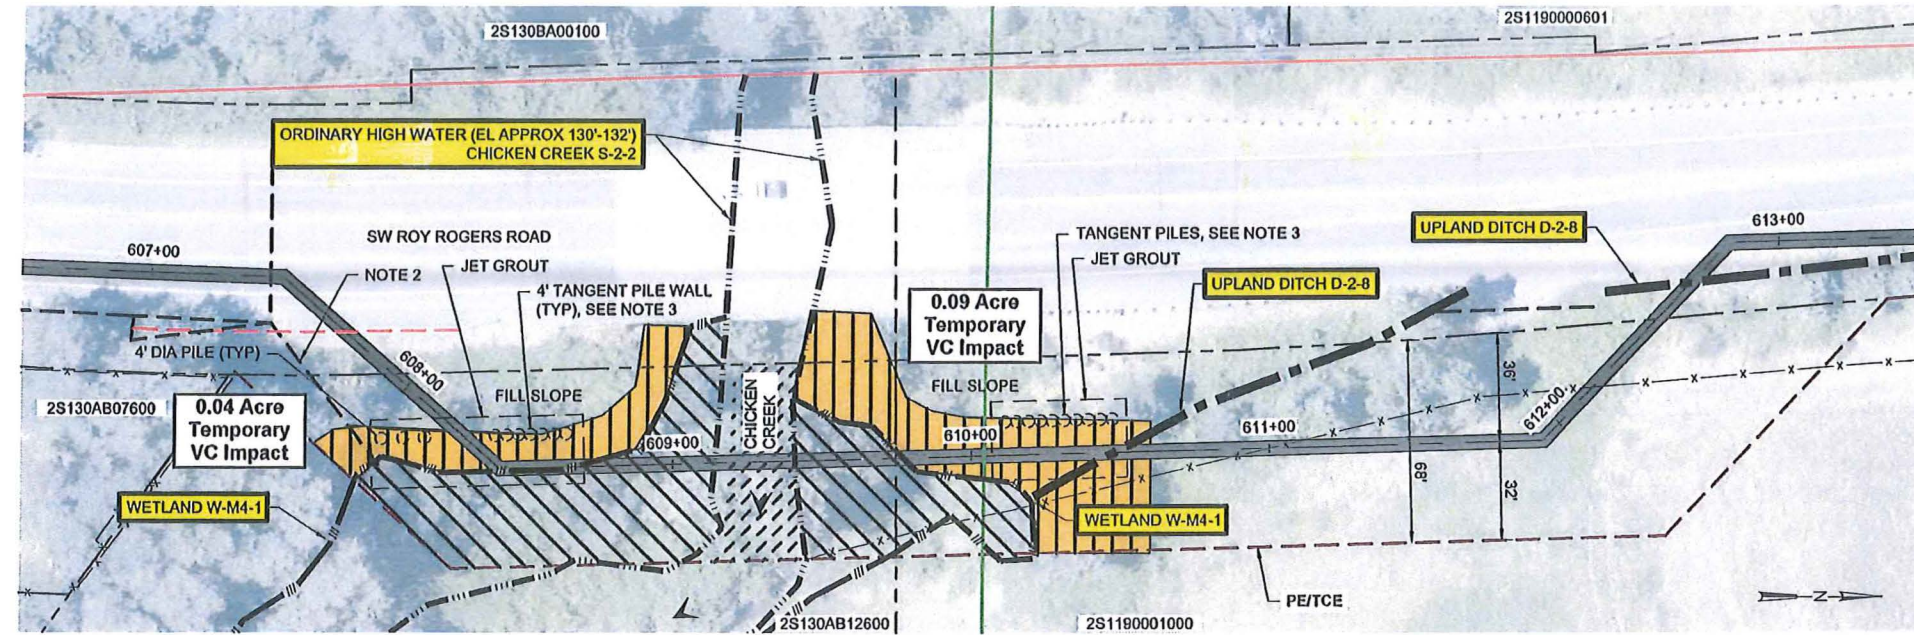 2S130BA00100
2S1190000601
ORDINARY HIGH WATER (EL APPROX 130'-132')
CHICKEN CREEK S-2-2
607+00
SW ROY ROGERS ROAD
NOTE 2
JET GROUT
4' TANGENT PILE WALL
(TYP), SEE NOTE 3
TANGENT PILES, SEE NOTE 3
JET GROUT
UPLAND DITCH D-2-8
UPLAND DITCH D-2-8
613+00
0.09 Acre
Temporary
VC Impact
4' DIA PILE (TYP)
608+00
FILL SLOPE
CHICKEN
CREEK
FILL SLOPE
36'
2S130AB07600
0.04 Acre
Temporary
VC Impact
609+00
610+00
611+00
612+00
68'
32'
WETLAND W-M4-1
WETLAND W-M4-1
PE/TCE
N
2S130AB12600
2S1190001000